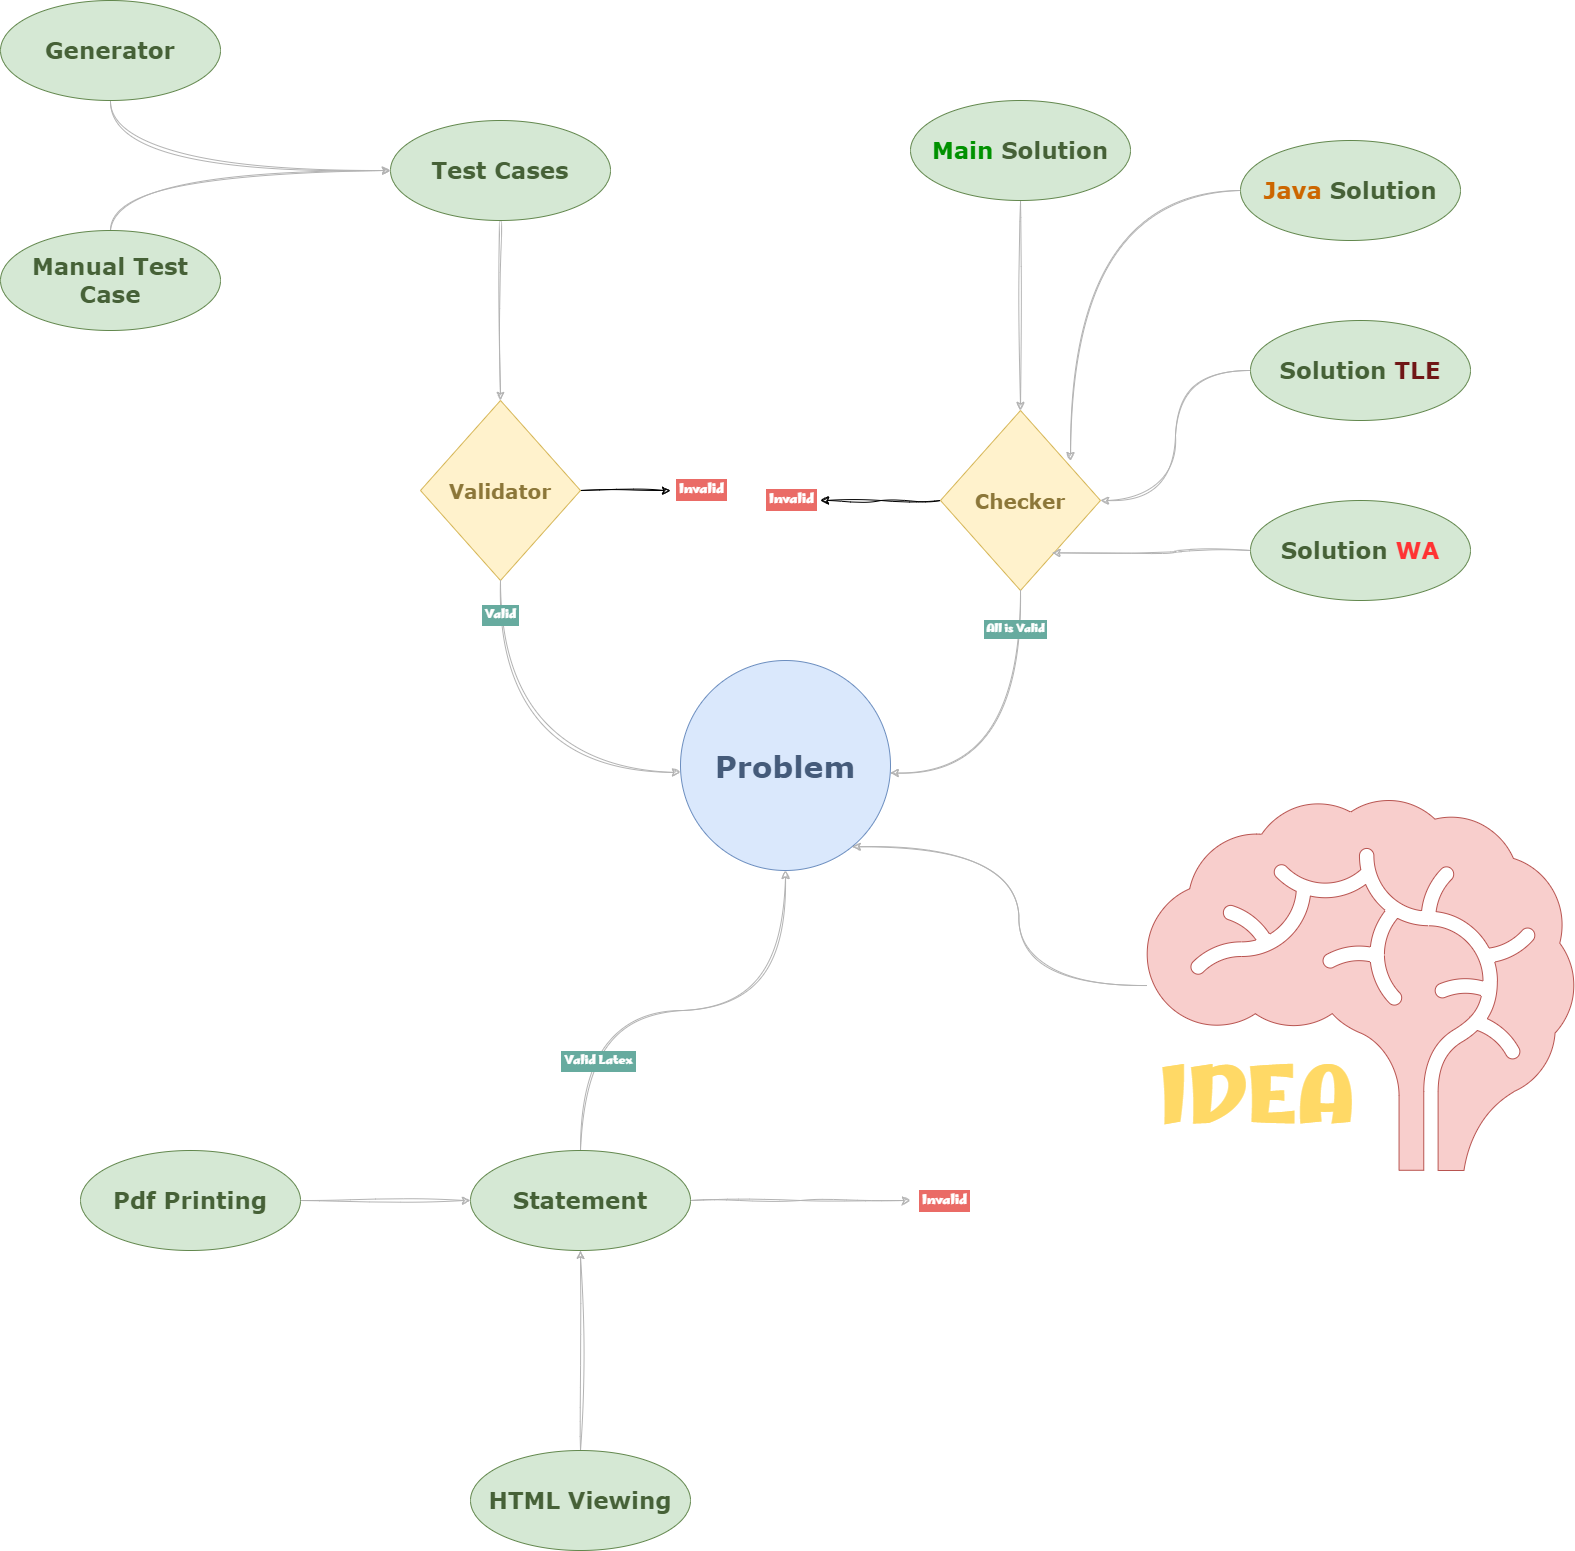 Generator
Test Cases
Main Solution
Java Solution
Manual Test
Case
Solution TLE
Validator
Invalid
Invalid
Checker
Solution WA
Valid
All is Valid
Problem
IDEA
Valid Latex
Pdf Printing
Statement
Invalid
HTML Viewing